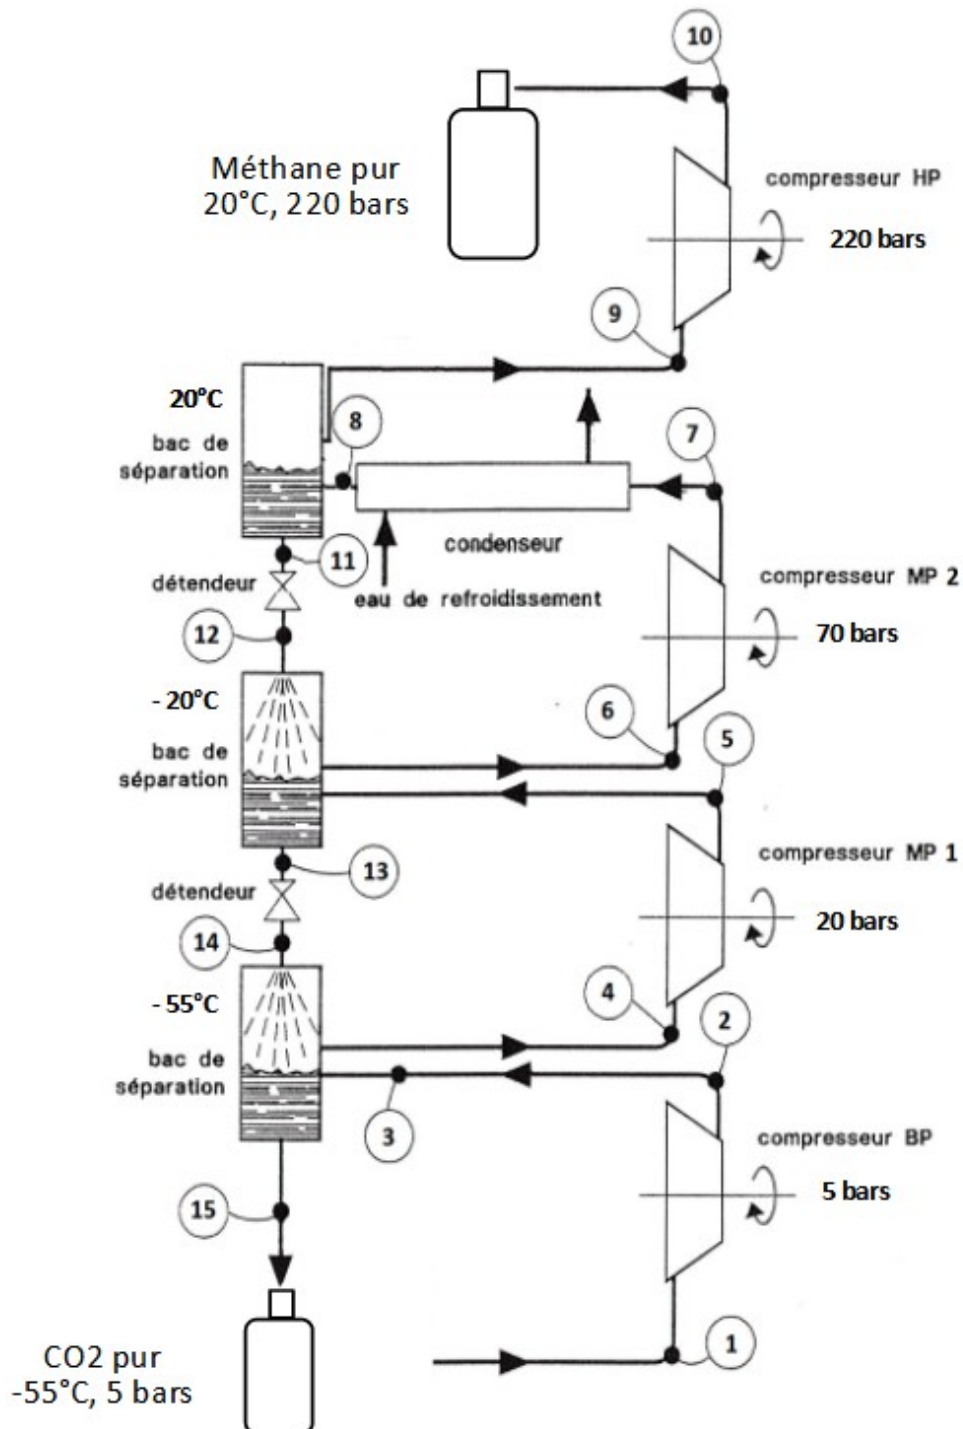 10
Méthane pur
20°C, 220 bars
compresseur HP
220 bars
9
20°C
bac de
séparation
8
7
condenseur
eau de refroidissement
11
détendeur
12
compresseur MP 2
70 bars
- 20°C
bac de
séparation
6
5
13
détendeur
14
compresseur MP 1
20 bars
- 55°C
bac de
séparation
4
2
3
compresseur BP
5 bars
15
1
CO2 pur
-55°C, 5 bars